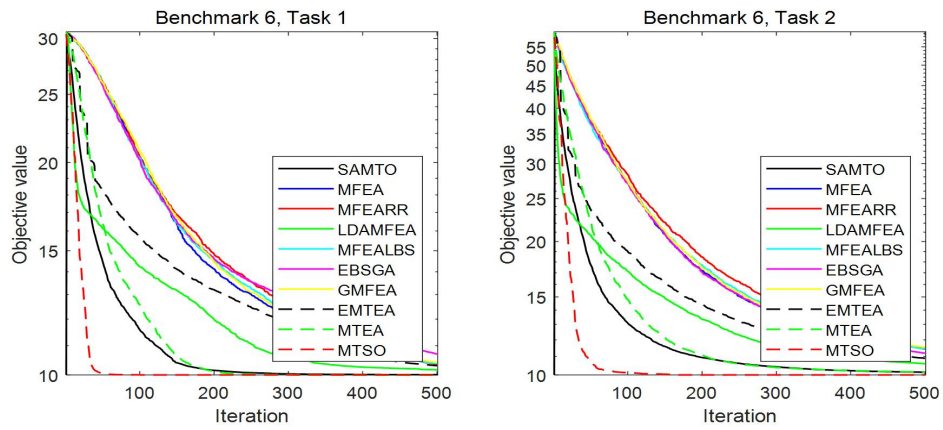 Benchmark 6, Task 1
Objective value
30
25
20
15
10
100
200
300
400
500
Iteration
SAMTO
MFEA
MFEARR
LDAMFEA
MFEALBS
EBSGA
GMFEA
EMTEA
MTEA
MTSO
Benchmark 6, Task 2
Objective value
55
50
45
40
35
30
25
20
15
10
100
200
300
400
500
Iteration
SAMTO
MFEA
MFEARR
LDAMFEA
MFEALBS
EBSGA
GMFEA
EMTEA
MTEA
MTSO